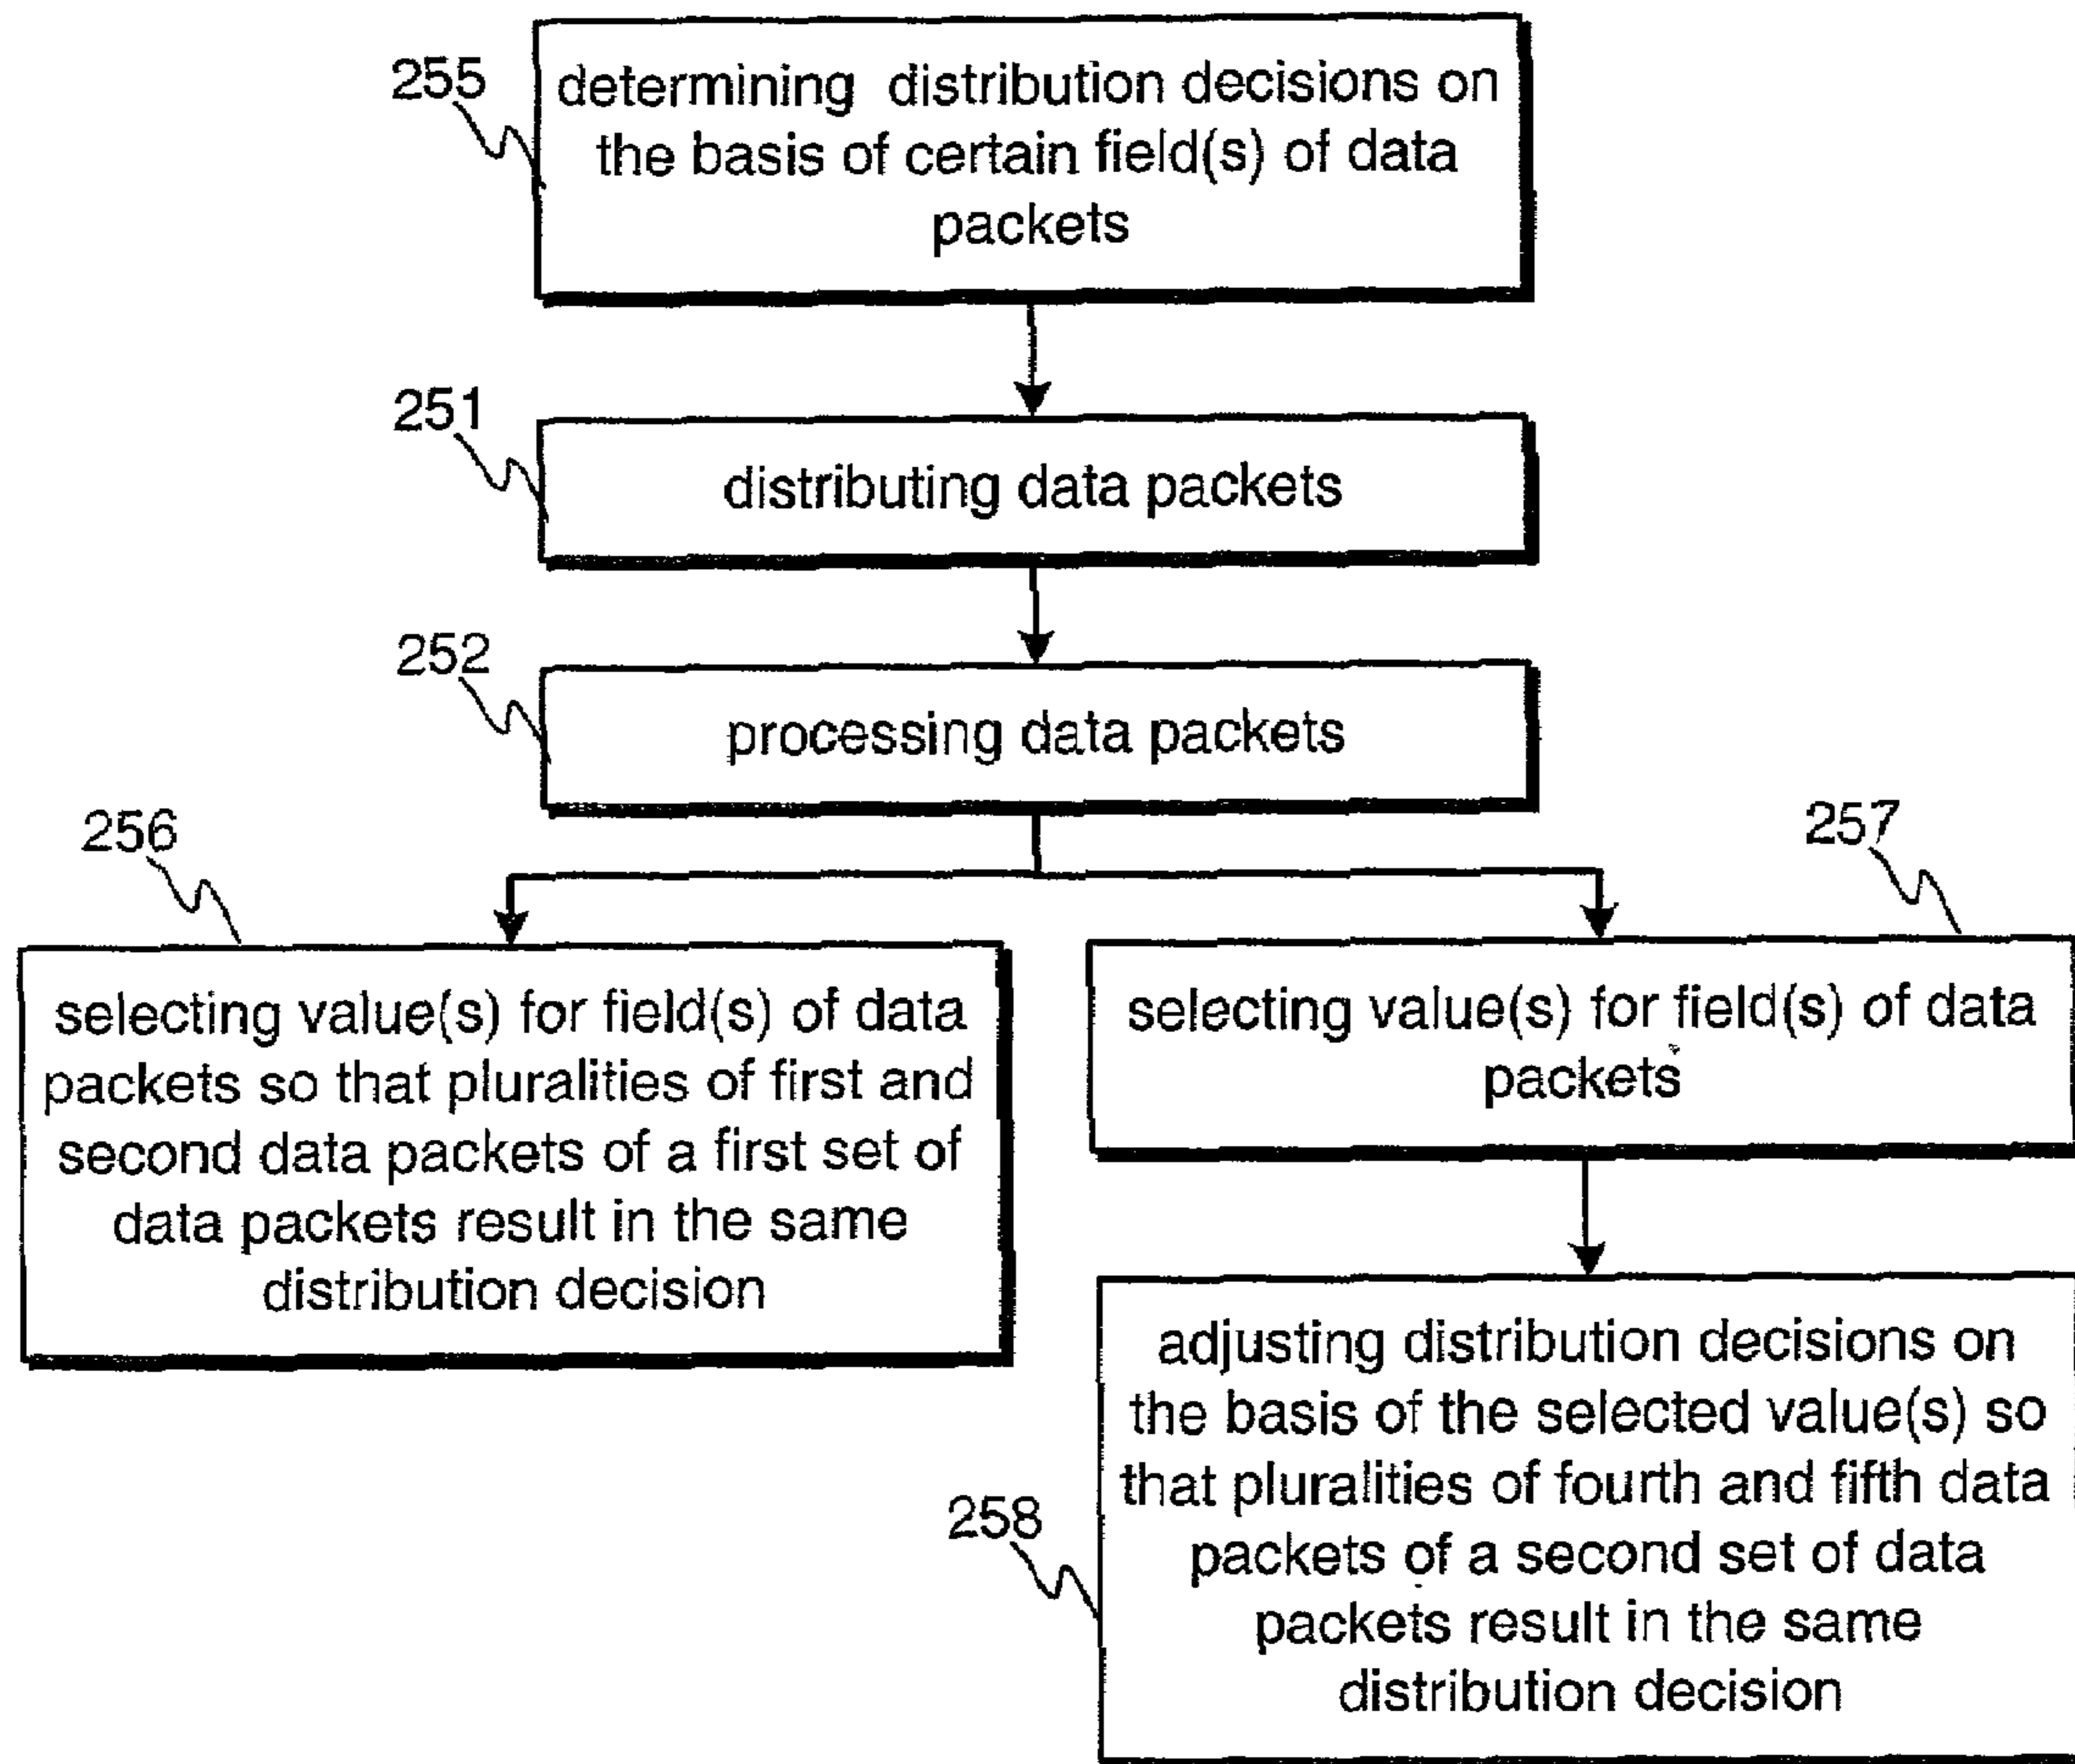 255
determining distribution decisions on
the basis of certain field(s) of data
packets
251
distributing data packets
252
processing data packets
256
selecting value(s) for field(s) of data
packets so that pluralities of first and
second data packets of a first set of
data packets result in the same
distribution decision
257
selecting value(s) for field(s) of data
packets
258
adjusting distribution decisions on
the basis of the selected value(s) so
that pluralities of fourth and fifth data
packets of a second set of data
packets result in the same
distribution decision